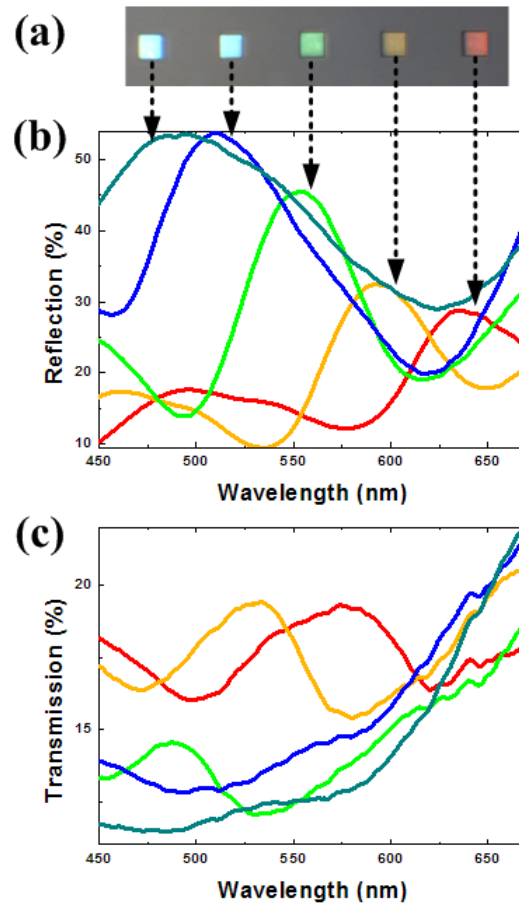 (a)
(b)
50
40
30
20
10
Reflection (%)
450 500 550 600 650
Wavelength (nm)
(c)
20
15
Transmission (%)
450 500 550 600 650
Wavelength (nm)